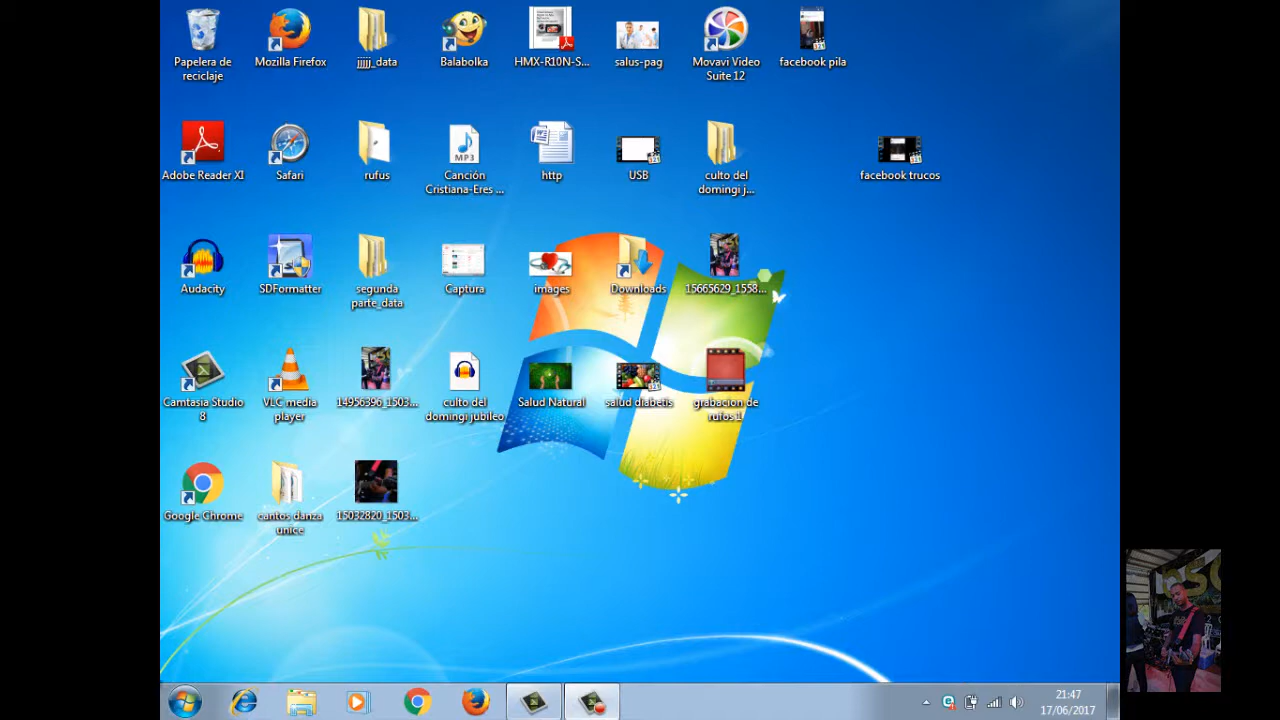 Papelera de
reciclaje
Mozilla Firefox
jjjjj_data
Balabolka
HMX-R10N-S...
salus-pag
Movavi Video
Suite 12
facebook pila
Adobe Reader XI
Safari
rufus
MP3
Canción
Cristiana-Eres ...
http
USB
culto del
domingi j...
facebook trucos
Audacity
SDFormatter
segunda
parte_data
Captura
images
Downloads
15665629_1558...
Camtasia Studio
8
VLC media
player
14956396_1503...
culto del
domingi jubileo
Salud Natural
salud diabetis
grabacion de
rufos1
Google Chrome
cantos danza
unice
15032820_1503...
21:47
17/06/2017